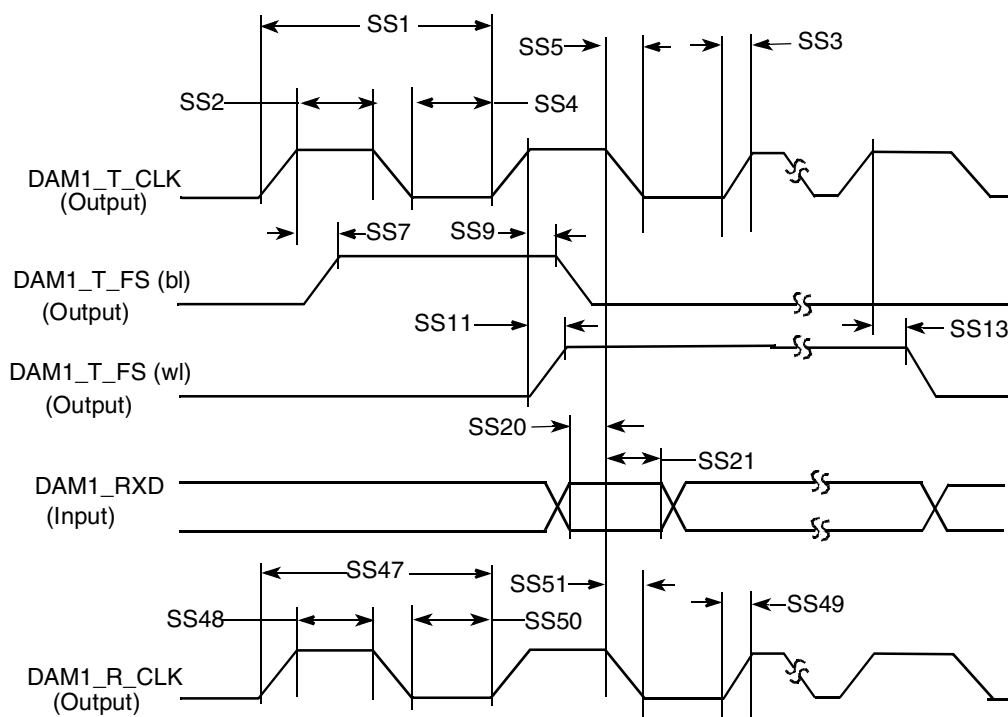 SS1
SS5
SS3
SS2
SS4
DAM1_T_CLK
(Output)
SS7
SS9
DAM1_T_FS (bl)
(Output)
SS11
SS13
DAM1_T_FS (wl)
(Output)
SS20
SS21
DAM1_RXD
(Input)
SS47
SS51
SS49
SS48
SS50
DAM1_R_CLK
(Output)